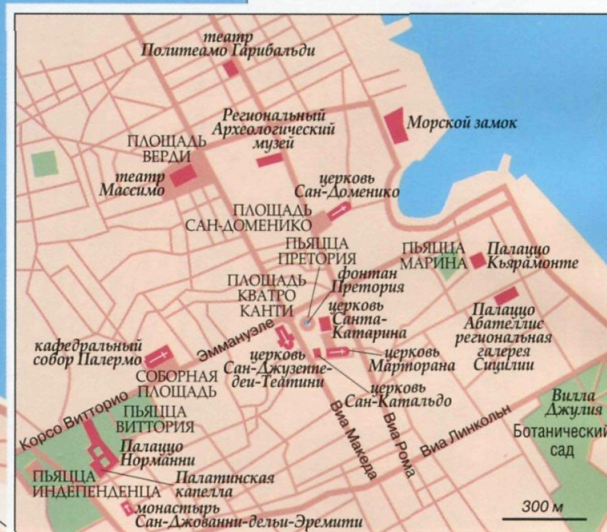 театр
Политеамо Гарибальди
Региональный
Археологический
музей
Морской замок
ПЛОЩАДЬ
ВЕРДИ
театр
Массимо
церковь
Сан-Доменико
ПЛОЩАДЬ
САН-ДОМЕНИКО
ПЬЯЦЦА
ПРЕТОРИЯ
ПЬЯЦЦА
МАРИНА
Палаццо
Кьярамонте
фонтан
Претория
ПЛОЩАДЬ
КВАТРО
КАНТИ
церковь
Санта-
Катарина
Палаццо
Абателлис
региональная
галерея
Сицилии
Эммануэле
кафедральный
собор Палермо
церковь
Сан-Джузеппе-
деи-Театини
церковь
Марторана
СОБОРНАЯ
ПЛОЩАДЬ
церковь
Сан-Катальдо
Вилла
Джулия
Корсо Витторио
ПЬЯЦЦА
ВИТТОРИЯ
Виа Македа
Виа Рома
Виа Линкольн
Ботанический
сад
Палаццо
Норманни
ПЬЯЦЦА
ИНДЕПЕНДЕНЦА
Палатинская
капелла
монастырь
Сан-Джованни-дельи-Эремити
300 м